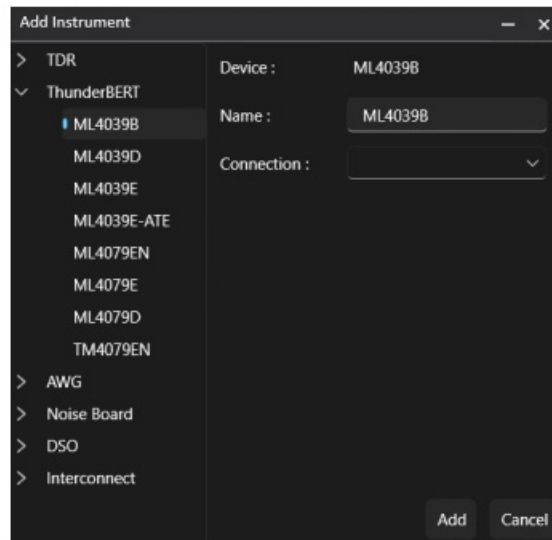 Add Instrument
TDR
ThunderBERT
ML4039B
ML4039D
ML4039E
ML4039E-ATE
ML4079EN
ML4079E
ML4079D
TM4079EN
AWG
Noise Board
DSO
Interconnect
Device : ML4039B
Name : ML4039B
Connection :
Add Cancel